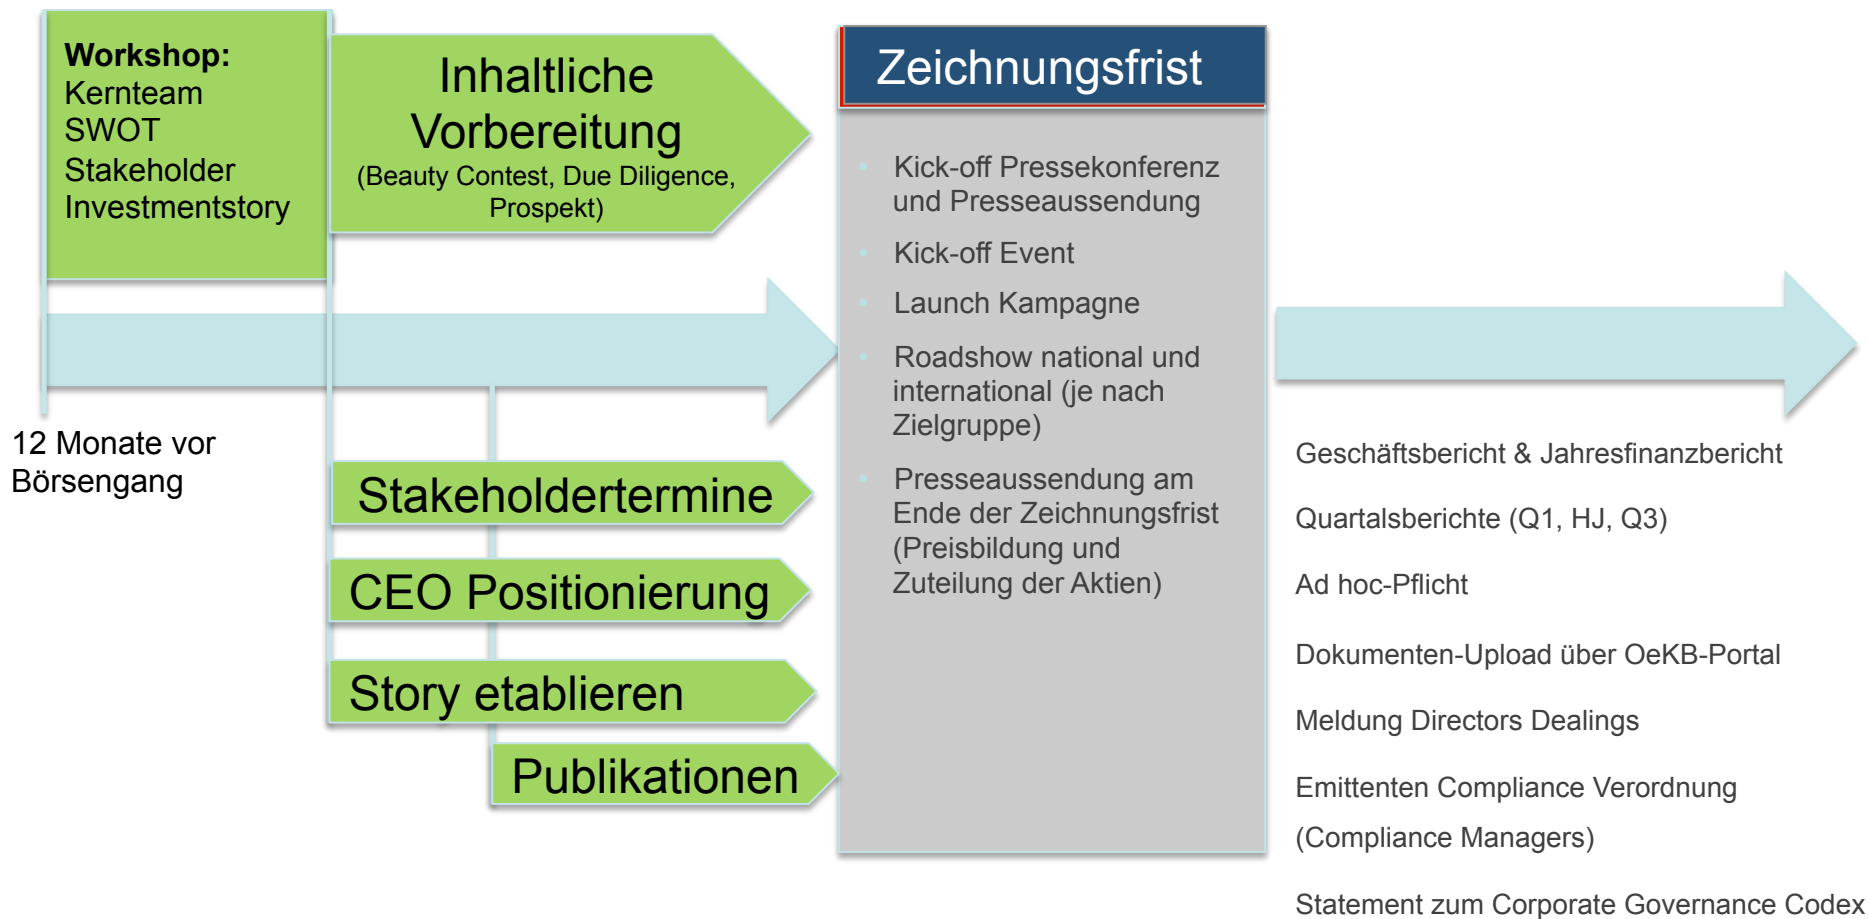 Workshop:
Kernteam
SWOT
Stakeholder
Investmentstory
Inhaltliche
Vorbereitung
(Beauty Contest, Due Diligence,
Prospekt)
12 Monate vor
Börsengang
Stakeholdertermine
CEO Positionierung
Story etablieren
Publikationen
Zeichnungsfrist
• Kick-off Pressekonferenz
und Presseaussendung
• Kick-off Event
• Launch Kampagne
• Roadshow national und
international (je nach
Zielgruppe)
• Presseaussendung am
Ende der Zeichnungsfrist
(Preisbildung und
Zuteilung der Aktien)
Geschäftsbericht & Jahresfinanzbericht
Quartalsberichte (Q1, HJ, Q3)
Ad hoc-Pflicht
Dokumenten-Upload über OeKB-Portal
Meldung Directors Dealings
Emittenten Compliance Verordnung
(Compliance Managers)
Statement zum Corporate Governance Codex